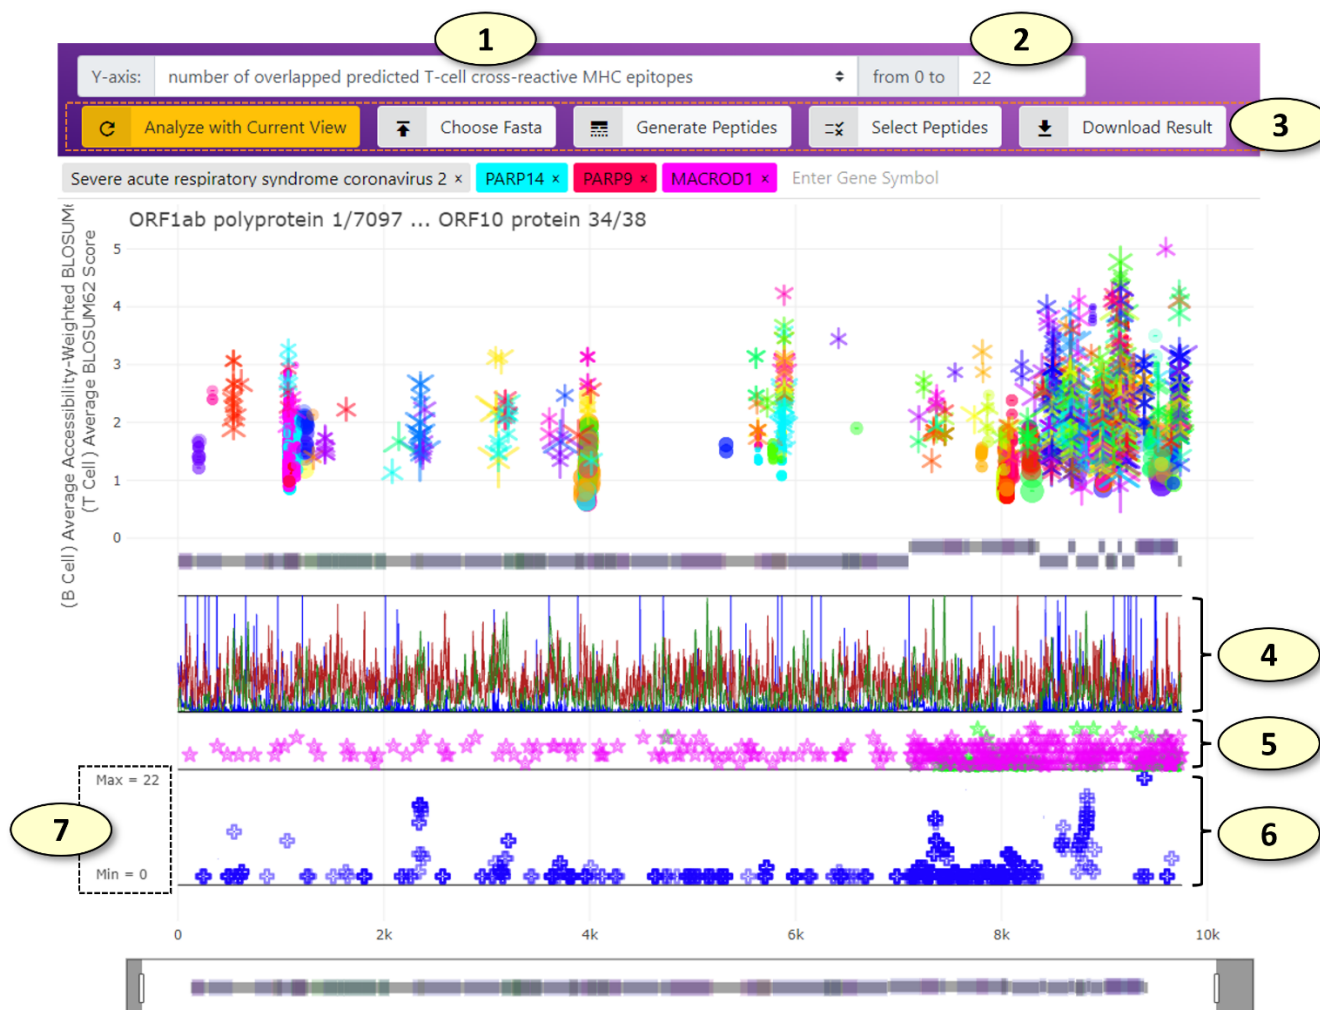 1
2
Y-axis: number of overlapped predicted T-cell cross-reactive MHC epitopes from 0 to 22
Analyze with Current View Choose Fasta Generate Peptides Select Peptides Download Result
3
Severe acute respiratory syndrome coronavirus 2 × PARP14 × PARP9 × MACROD1 × Enter Gene Symbol
ORF1ab polyprotein 1/7097 ... ORF10 protein 34/38
(B Cell) Average Accessibility-Weighted BLOSUM6
(T Cell) Average BLOSUM62 Score
5
4
3
2
1
0
4
5
Max = 22
7
6
Min = 0
0 2k 4k 6k 8k 10k